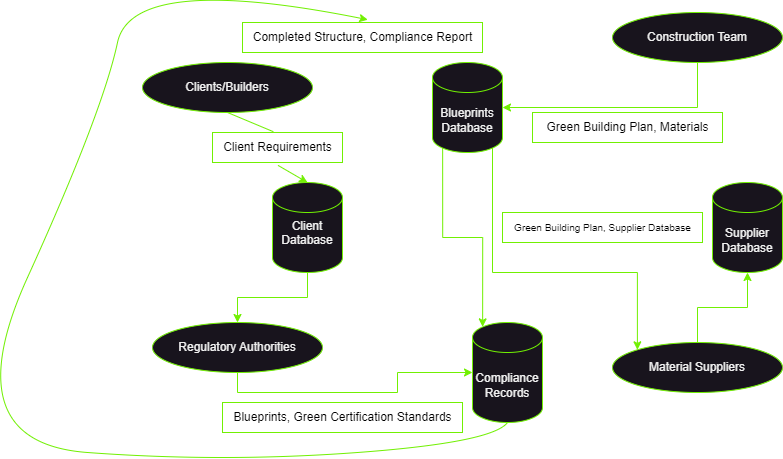 Completed Structure, Compliance Report
Construction Team
Clients/Builders
Blueprints
Database
Green Building Plan, Materials
Client Requirements
Client
Database
Green Building Plan, Supplier Database
Supplier
Database
Regulatory Authorities
Material Suppliers
Compliance
Records
Blueprints, Green Certification Standards